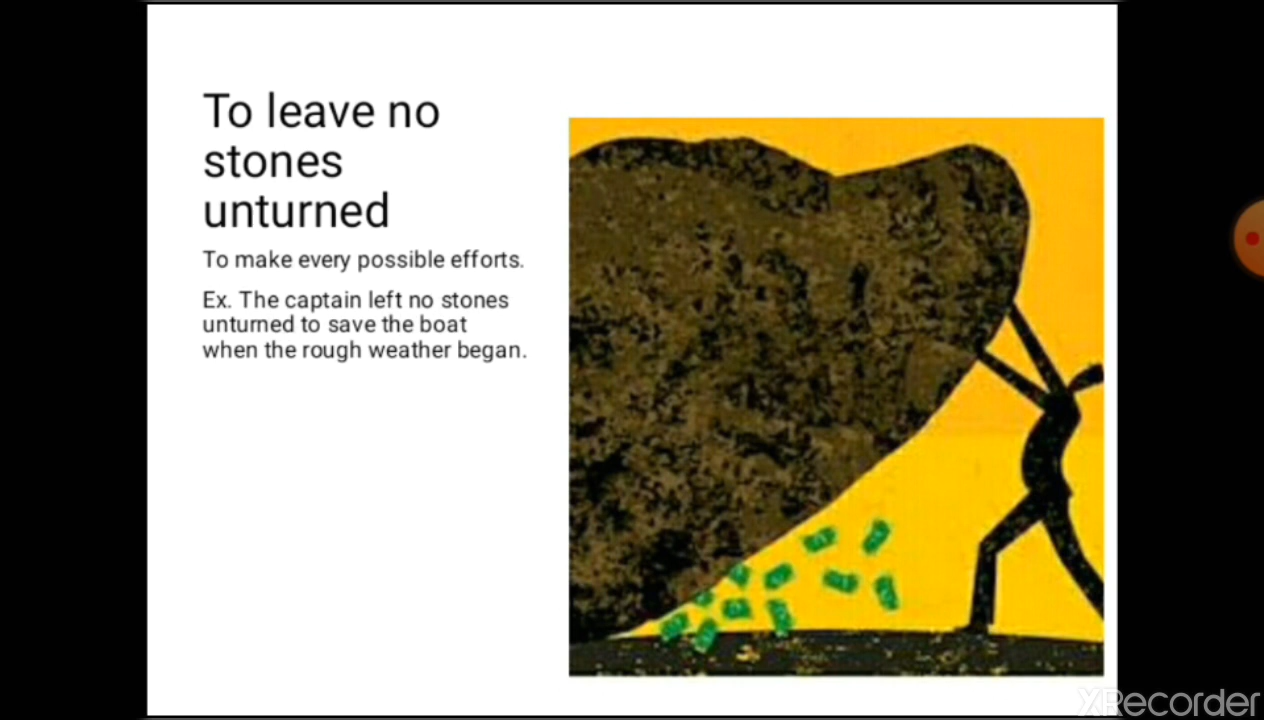 To leave no
stones
unturned
To make every possible efforts.
Ex. The captain left no stones
unturned to save the boat
when the rough weather began.
XRecorder